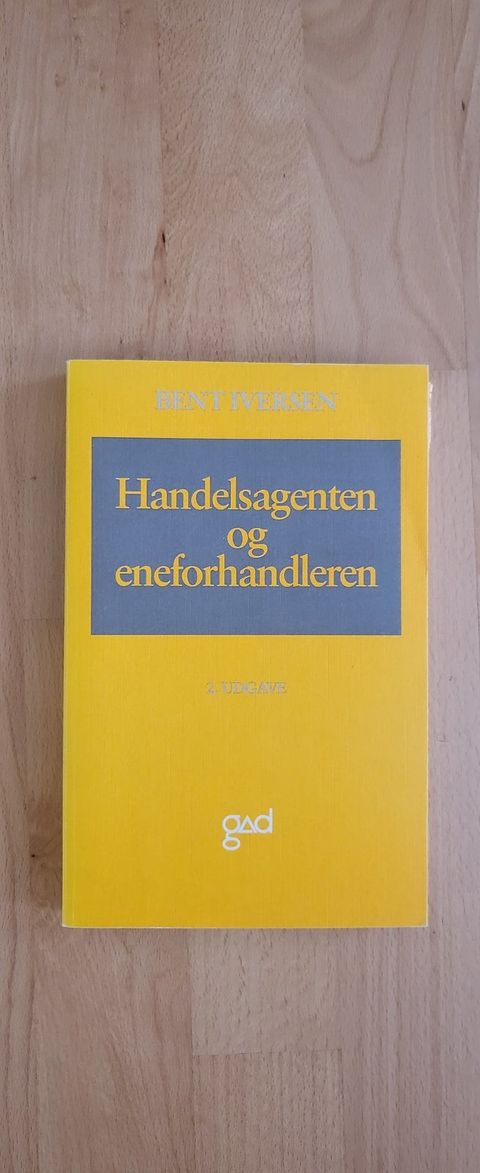 BENT IVERSEN
Handelsagenten
og
eneforhandleren
2. UDGAVE
gad